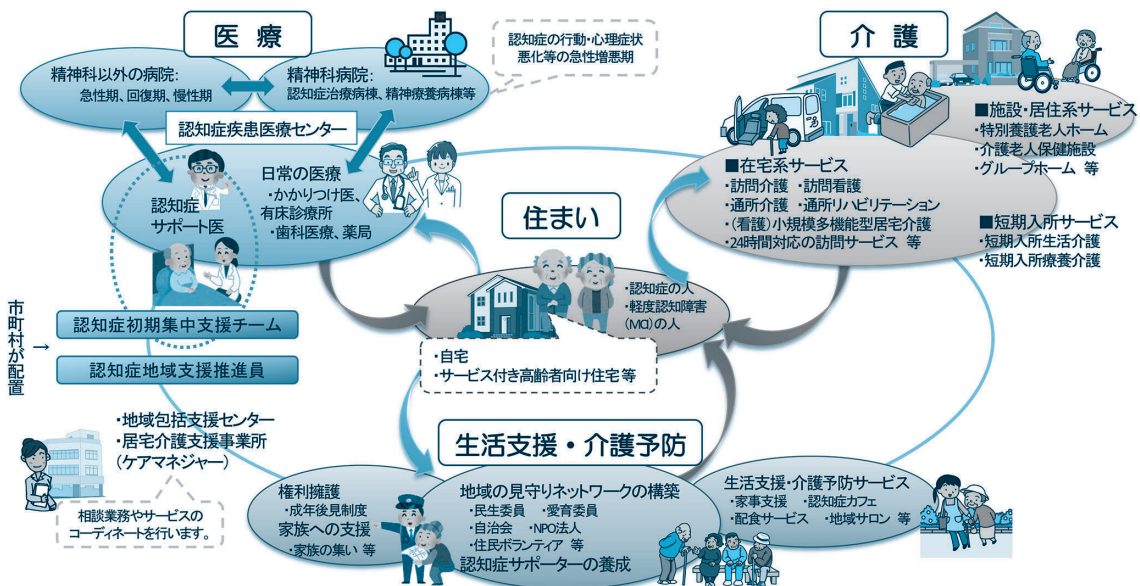 医療
精神科以外の病院:
急性期、回復期、慢性期
精神科病院:
認知症治療病棟、精神療養病棟等
認知症の行動・心理症状
悪化等の急性増悪期
認知症疾患医療センター
認知症
サポート医
日常の医療
・かかりつけ医、
有床診療所
・歯科医療、薬局
市町村が配置
→
認知症初期集中支援チーム
認知症地域支援推進員
・地域包括支援センター
・居宅介護支援事業所
(ケアマネジャー)
相談業務やサービスの
コーディネートを行います。
介護
■施設・居住系サービス
・特別養護老人ホーム
・介護老人保健施設
・グループホーム 等
■在宅系サービス
・訪問介護 ・訪問看護
・通所介護 ・通所リハビリテーション
・(看護)小規模多機能型居宅介護
・24時間対応の訪問サービス 等
■短期入所サービス
・短期入所生活介護
・短期入所療養介護
住まい
・認知症の人
・軽度認知障害
(MCI)の人
・自宅
・サービス付き高齢者向け住宅 等
生活支援・介護予防
権利擁護
・成年後見制度
家族への支援
・家族の集い 等
地域の見守りネットワークの構築
・民生委員 ・愛育委員
・自治会 ・NPO法人
・住民ボランティア 等
認知症サポーターの養成
生活支援・介護予防サービス
・家事支援 ・認知症カフェ
・配食サービス ・地域サロン 等